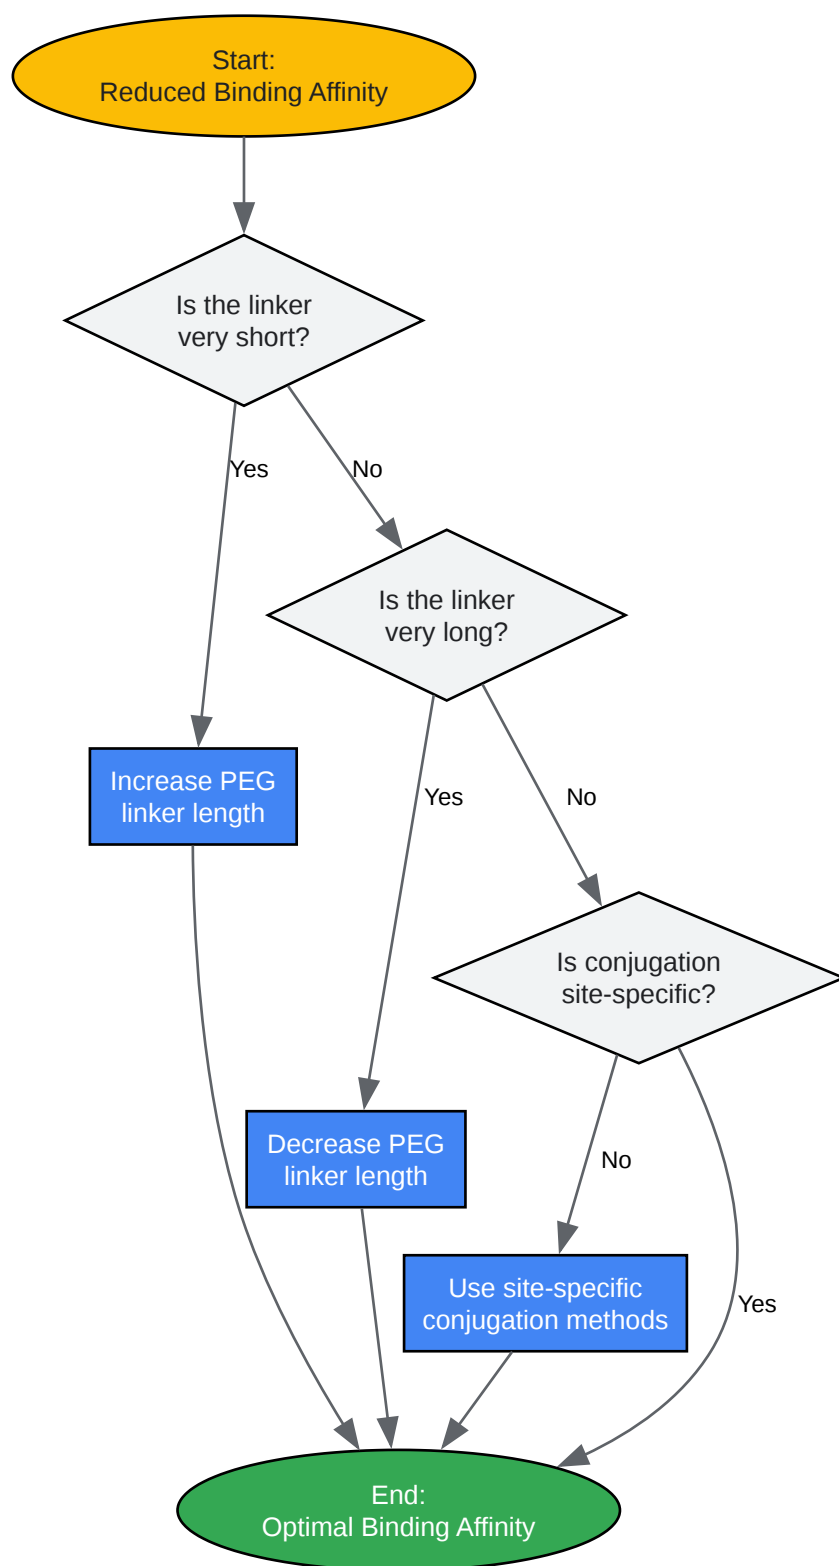 Start:
Reduced Binding Affinity
Is the linker
very short?
Yes
No
Is the linker
very long?
Increase PEG
linker length
Yes
No
Is conjugation
site-specific?
Decrease PEG
linker length
No
Use site-specific
conjugation methods
Yes
End:
Optimal Binding Affinity